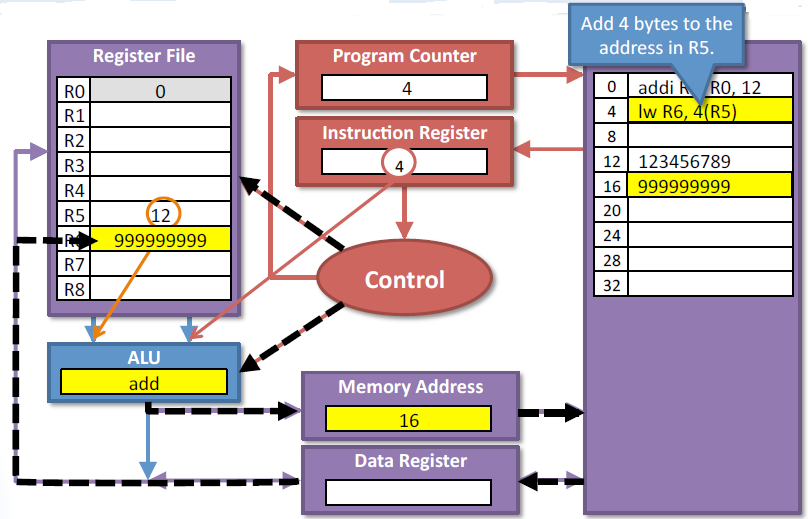 Add 4 bytes to the
address in R5.
Register File
R0 0
R1
R2
R3
R4
R5 12
999999999
R7
R8
Program Counter
4
Instruction Register
4
Control
ALU
add
Memory Address
16
Data Register
0 addi R0, 12
4 lw R6, 4(R5)
8
12 123456789
16 999999999
20
24
28
32